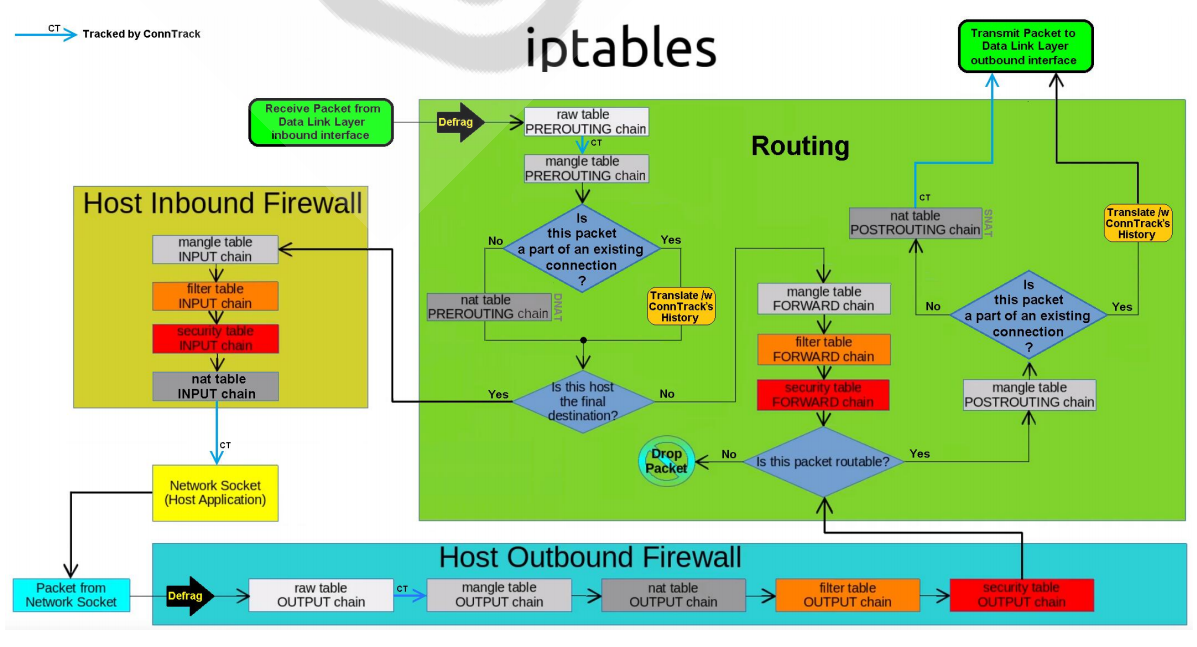 CT
Tracked by ConnTrack
iptables
Transmit Packet to
Data Link Layer
outbound interface
Receive Packet from
Data Link Layer
inbound interface
Defrag
raw table
PREROUTING chain
CT
mangle table
PREROUTING chain
Routing
Is
this packet
a part of an existing
connection
?
No
Yes
nat table
PREROUTING chain
DNAT
Translate /w
ConnTrack's
History
Is this host
the final
destination?
Yes
No
Host Inbound Firewall
mangle table
INPUT chain
filter table
INPUT chain
security table
INPUT chain
nat table
INPUT chain
CT
Network Socket
(Host Application)
mangle table
FORWARD chain
filter table
FORWARD chain
security table
FORWARD chain
Is this packet routable?
No
Yes
Drop
Packet
mangle table
POSTROUTING chain
Is
this packet
a part of an existing
connection
?
No
Yes
nat table
POSTROUTING chain
SNAT
CT
Translate /w
ConnTrack's
History
Host Outbound Firewall
Packet from
Network Socket
Defrag
raw table
OUTPUT chain
CT
mangle table
OUTPUT chain
nat table
OUTPUT chain
filter table
OUTPUT chain
security table
OUTPUT chain